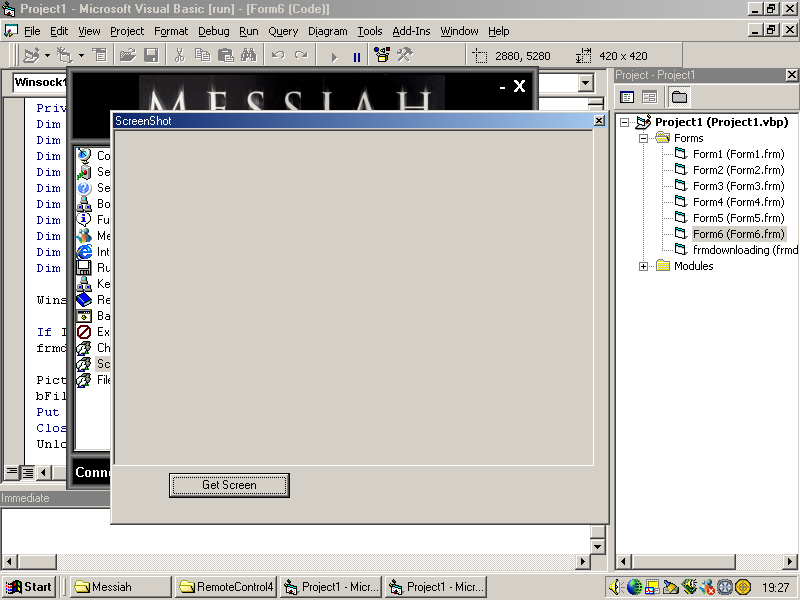 Project1 - Microsoft Visual Basic [run] - [Form6 (Code)]
File Edit View Project Format Debug Run Query Diagram Tools Add-Ins Window Help
2880, 5280 420 x 420
Winsock1
MESSIAH
- X
Project - Project1
ScreenShot
Priv
Dim
Dim
Dim
Dim
Dim
Dim
Dim
Dim
Dim
Dim
Wins
If I
frmd
Pict
bFil
Put
Clos
Unlo
Co
Se
Se
Bo
Fu
Me
Int
Ru
Ke
Re
Ba
Ex
Ch
Sc
File
Conne
Get Screen
Project1 (Project1.vbp)
Forms
Form1 (Form1.frm)
Form2 (Form2.frm)
Form3 (Form3.frm)
Form4 (Form4.frm)
Form5 (Form5.frm)
Form6 (Form6.frm)
frmdownloading (frmd
Modules
Immediate
Start Messiah RemoteControl4 Project1 - Micr... Project1 - Micr... 19:27